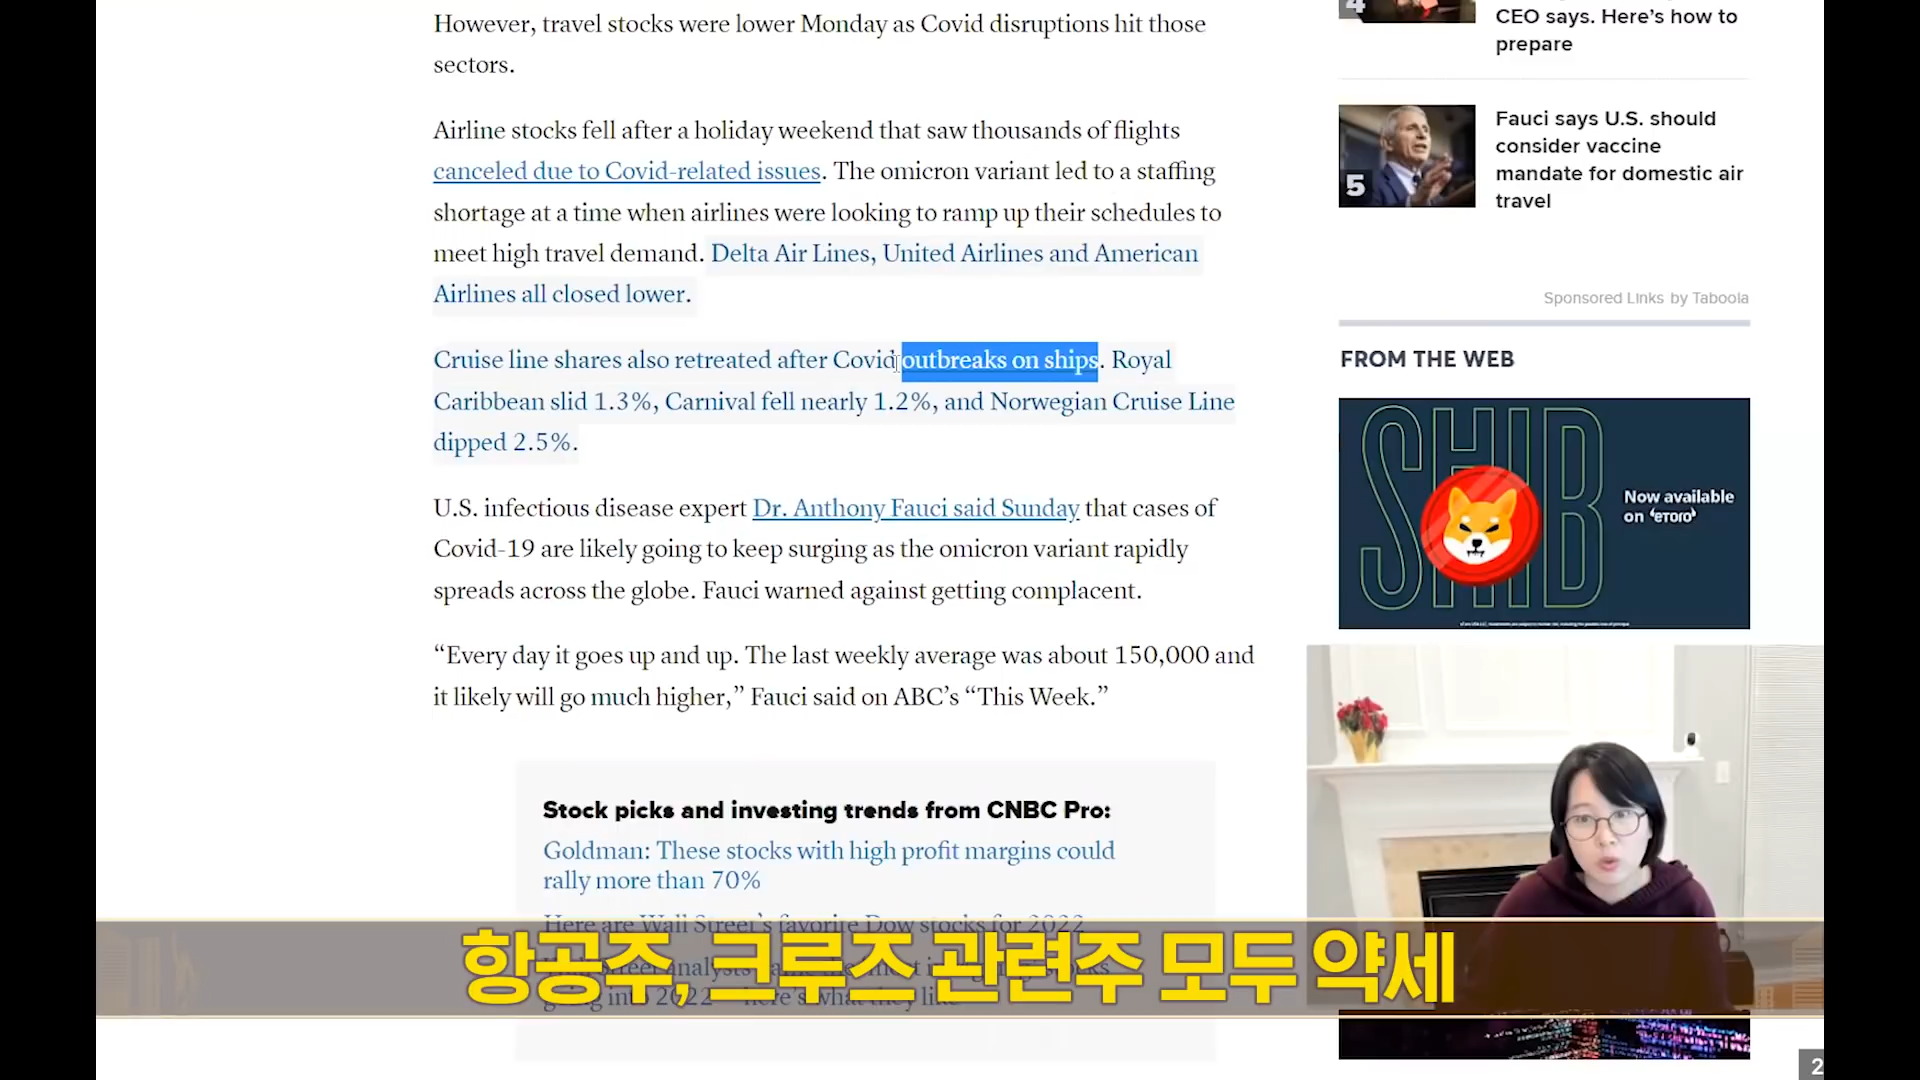 However, travel stocks were lower Monday as Covid disruptions hit those
sectors.
Airline stocks fell after a holiday weekend that saw thousands of flights
canceled due to Covid-related issues. The omicron variant led to a staffing
shortage at a time when airlines were looking to ramp up their schedules to
meet high travel demand. Delta Air Lines, United Airlines and American
Airlines all closed lower.
Cruise line shares also retreated after Covid outbreaks on ships. Royal
Caribbean slid 1.3%, Carnival fell nearly 1.2%, and Norwegian Cruise Line
dipped 2.5%.
U.S. infectious disease expert Dr. Anthony Fauci said Sunday that cases of
Covid-19 are likely going to keep surging as the omicron variant rapidly
spreads across the globe. Fauci warned against getting complacent.
“Every day it goes up and up. The last weekly average was about 150,000 and
it likely will go much higher,” Fauci said on ABC’s “This Week.”
Stock picks and investing trends from CNBC Pro:
Goldman: These stocks with high profit margins could
rally more than 70%
Here are Wall Street’s favorite Dow stocks for 2022
going into 2022 — here’s what they
항공주, 크루즈 관련주 모두 약세
4
CEO says. Here’s how to
prepare
5
Fauci says U.S. should
consider vaccine
mandate for domestic air
travel
Sponsored Links by Taboola
FROM THE WEB
SHIB
Now available
on eToro
2